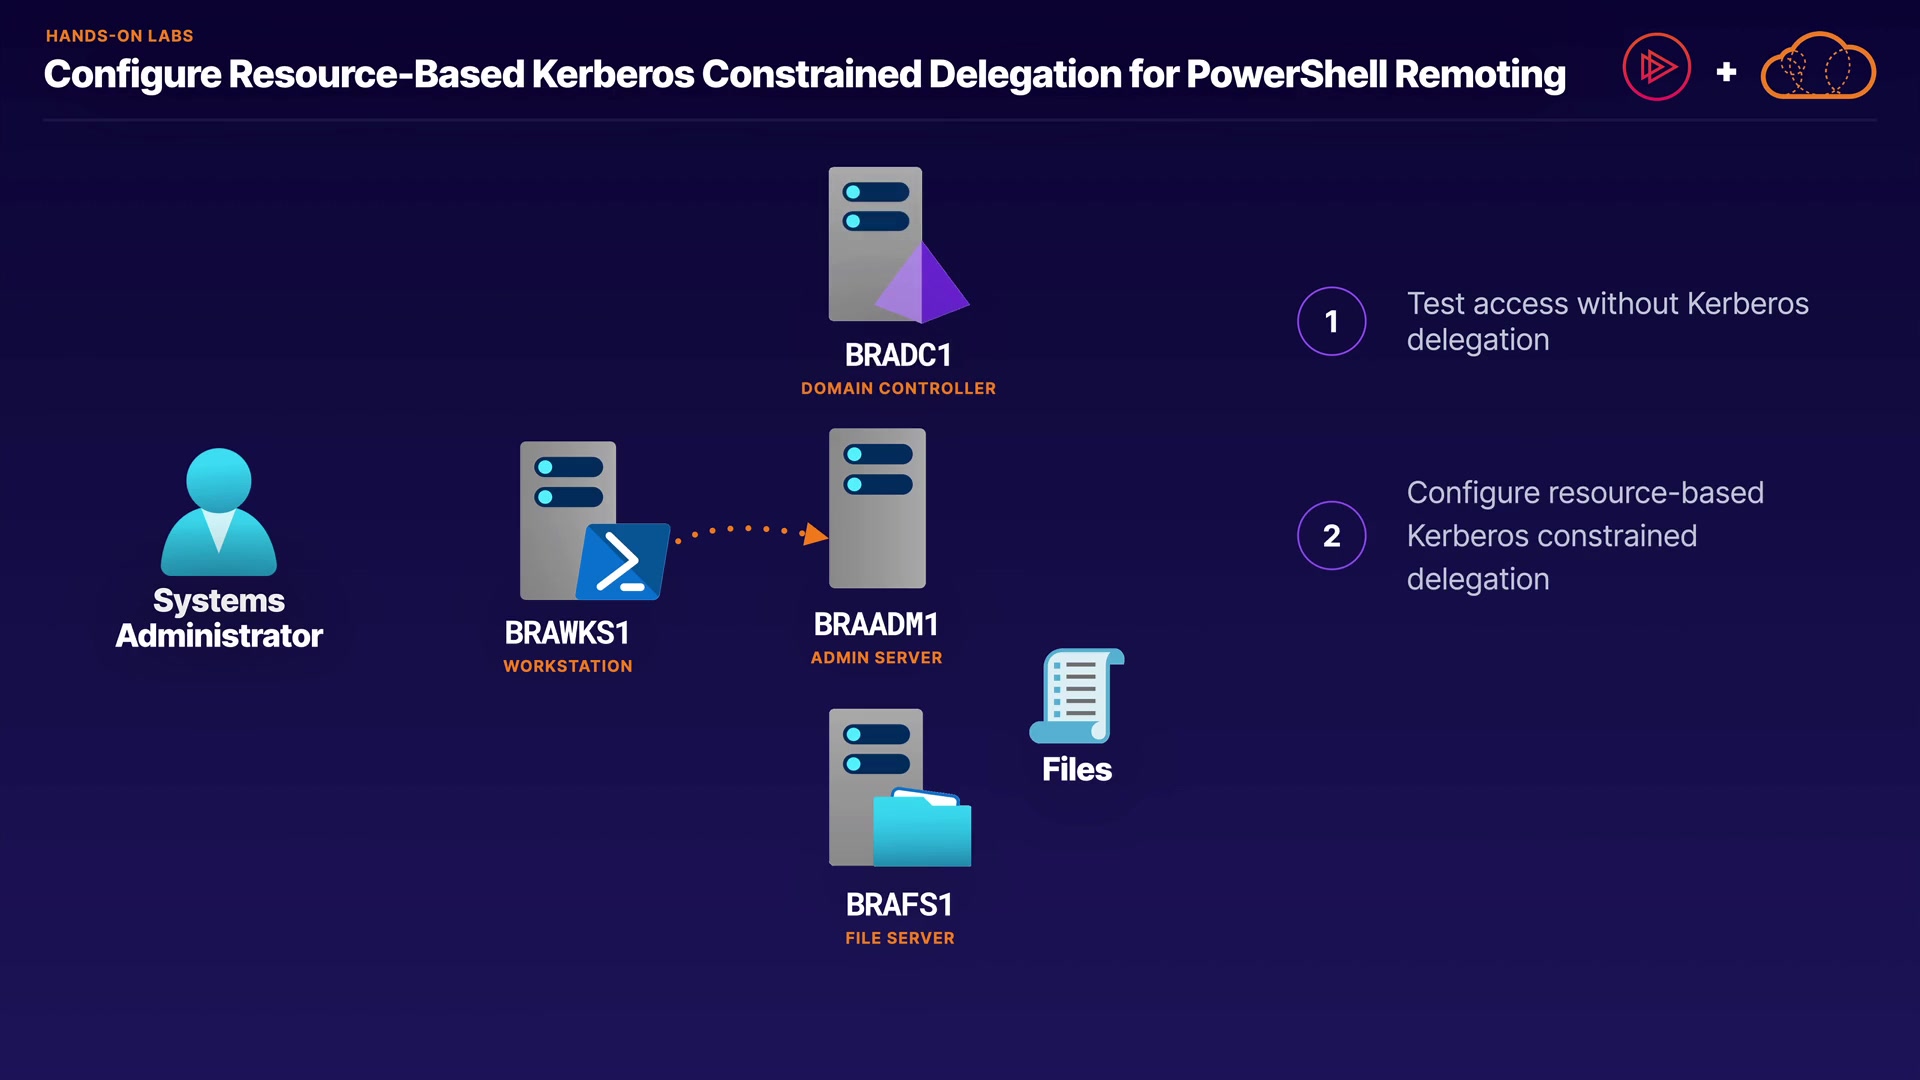 HANDS-ON LABS
Configure Resource-Based Kerberos Constrained Delegation for PowerShell Remoting
BRADC1
DOMAIN CONTROLLER
1
Test access without Kerberos
delegation
Systems
Administrator
BRAWKS1
WORKSTATION
BRAADM1
ADMIN SERVER
2
Configure resource-based
Kerberos constrained
delegation
Files
BRAFS1
FILE SERVER